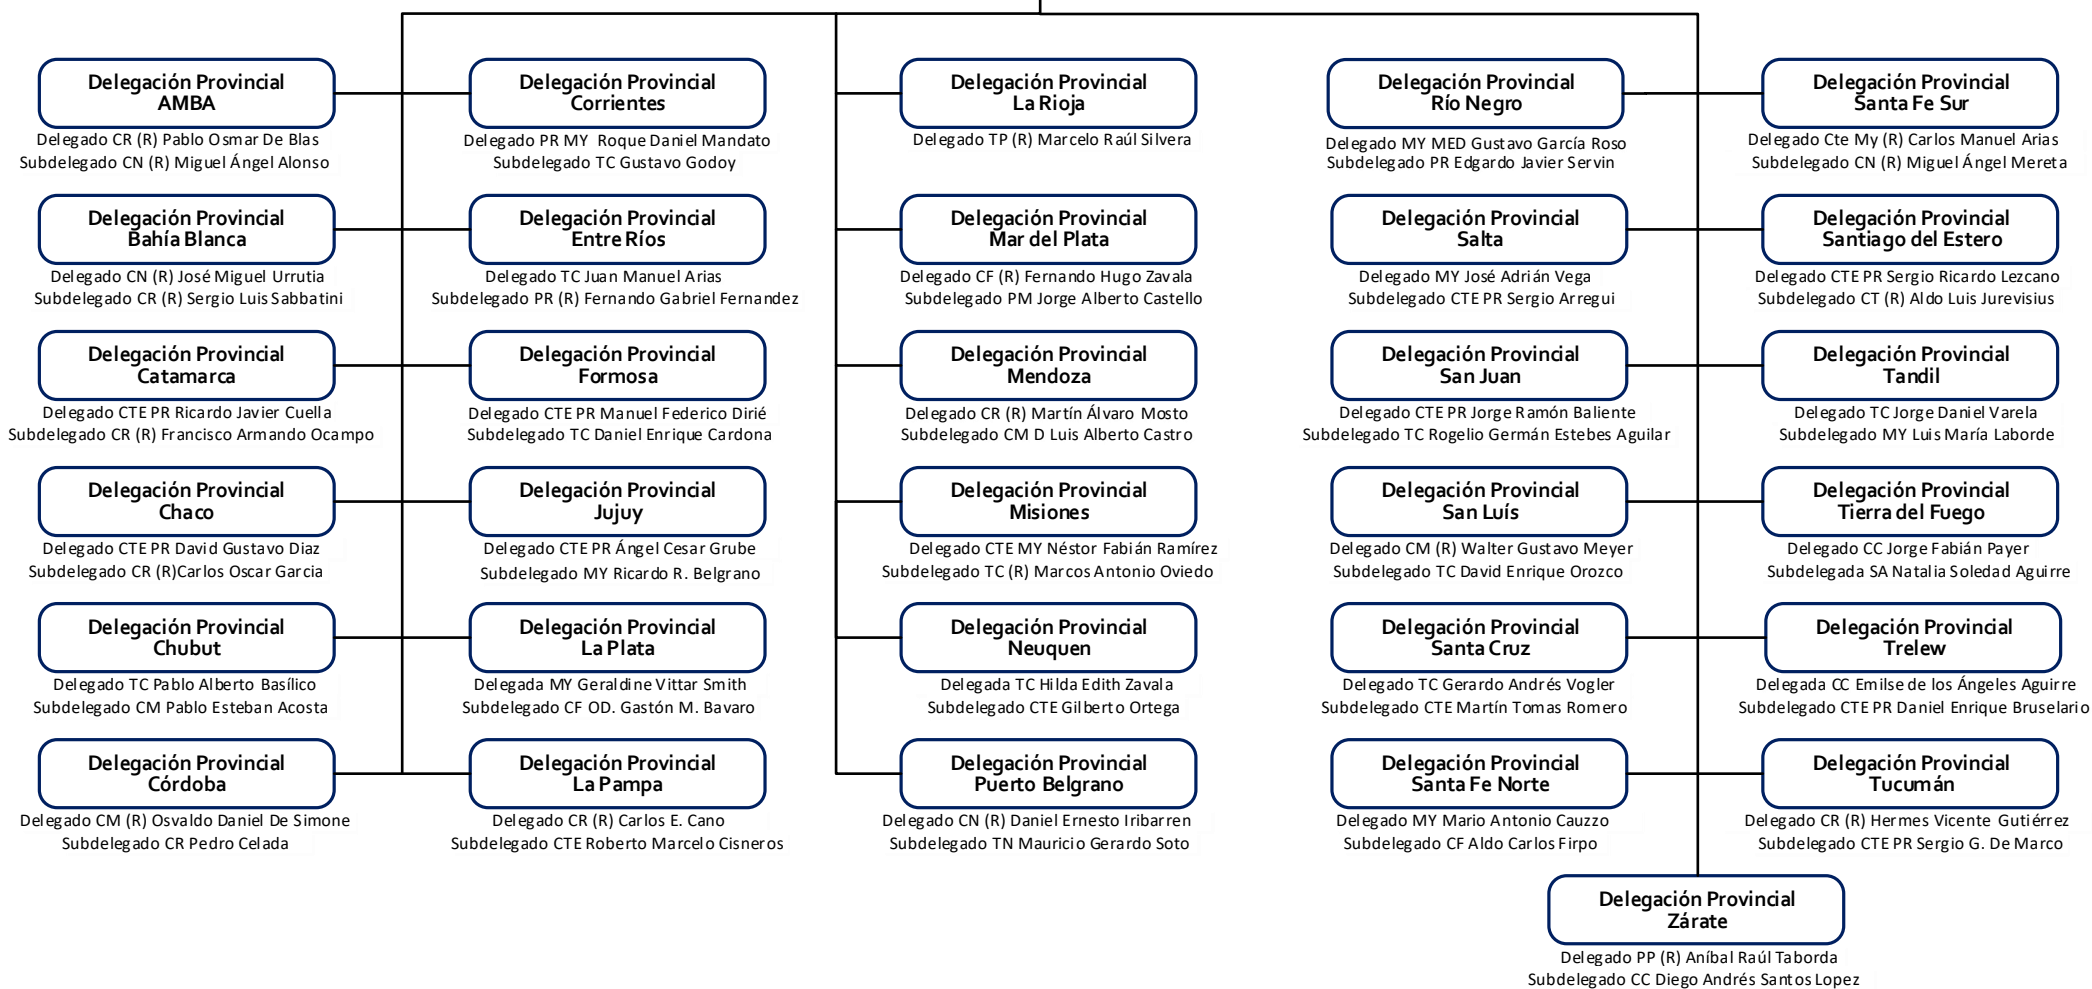 Delegación Provincial
AMBA
Delegado CR (R) Pablo Osmar De Blas
Subdelegado CN (R) Miguel Ángel Alonso
Delegación Provincial
Bahía Blanca
Delegado CN (R) José Miguel Urrutia
Subdelegado CR (R) Sergio Luis Sabbatini
Delegación Provincial
Catamarca
Delegado CTE PR Ricardo Javier Cuella
Subdelegado CR (R) Francisco Armando Ocampo
Delegación Provincial
Chaco
Delegado CTE PR David Gustavo Diaz
Subdelegado CR (R)Carlos Oscar Garcia
Delegación Provincial
Chubut
Delegado TC Pablo Alberto Basílico
Subdelegado CM Pablo Esteban Acosta
Delegación Provincial
Córdoba
Delegado CM (R) Osvaldo Daniel De Simone
Subdelegado CR Pedro Celada
Delegación Provincial
Corrientes
Delegado PR MY Roque Daniel Mandato
Subdelegado TC Gustavo Godoy
Delegación Provincial
Entre Ríos
Delegado TC Juan Manuel Arias
Subdelegado PR (R) Fernando Gabriel Fernandez
Delegación Provincial
Formosa
Delegado CTE PR Manuel Federico Dirié
Subdelegado TC Daniel Enrique Cardona
Delegación Provincial
Jujuy
Delegado CTE PR Ángel Cesar Grube
Subdelegado MY Ricardo R. Belgrano
Delegación Provincial
La Plata
Delegada MY Geraldine Vittar Smith
Subdelegado CF OD. Gastón M. Bavaro
Delegación Provincial
La Pampa
Delegado CR (R) Carlos E. Cano
Subdelegado CTE Roberto Marcelo Cisneros
Delegación Provincial
La Rioja
Delegado TP (R) Marcelo Raúl Silvera
Delegación Provincial
Mar del Plata
Delegado CF (R) Fernando Hugo Zavala
Subdelegado PM Jorge Alberto Castello
Delegación Provincial
Mendoza
Delegado CR (R) Martín Álvaro Mosto
Subdelegado CM D Luis Alberto Castro
Delegación Provincial
Misiones
Delegado CTE MY Néstor Fabián Ramírez
Subdelegado TC (R) Marcos Antonio Oviedo
Delegación Provincial
Neuquen
Delegada TC Hilda Edith Zavala
Subdelegado CTE Gilberto Ortega
Delegación Provincial
Puerto Belgrano
Delegado CN (R) Daniel Ernesto Iribarren
Subdelegado TN Mauricio Gerardo Soto
Delegación Provincial
Río Negro
Delegado MY MED Gustavo García Roso
Subdelegado PR Edgardo Javier Servin
Delegación Provincial
Salta
Delegado MY José Adrián Vega
Subdelegado CTE PR Sergio Arregui
Delegación Provincial
San Juan
Delegado CTE PR Jorge Ramón Baliente
Subdelegado TC Rogelio Germán Estebes Aguilar
Delegación Provincial
San Luís
Delegado CM (R) Walter Gustavo Meyer
Subdelegado TC David Enrique Orozco
Delegación Provincial
Santa Cruz
Delegado TC Gerardo Andrés Vogler
Subdelegado CTE Martín Tomas Romero
Delegación Provincial
Santa Fe Norte
Delegado MY Mario Antonio Cauzzo
Subdelegado CF Aldo Carlos Firpo
Delegación Provincial
Santa Fe Sur
Delegado Cte My (R) Carlos Manuel Arias
Subdelegado CN (R) Miguel Ángel Mereta
Delegación Provincial
Santiago del Estero
Delegado CTE PR Sergio Ricardo Lezcano
Subdelegado CT (R) Aldo Luis Jurevisius
Delegación Provincial
Tandil
Delegado TC Jorge Daniel Varela
Subdelegado MY Luis María Laborde
Delegación Provincial
Tierra del Fuego
Delegado CC Jorge Fabián Payer
Subdelegada SA Natalia Soledad Aguirre
Delegación Provincial
Trelew
Delegada CC Emilse de los Ángeles Aguirre
Subdelegado CTE PR Daniel Enrique Bruselario
Delegación Provincial
Tucumán
Delegado CR (R) Hermes Vicente Gutiérrez
Subdelegado CTE PR Sergio G. De Marco
Delegación Provincial
Zárate
Delegado PP (R) Aníbal Raúl Taborda
Subdelegado CC Diego Andrés Santos Lopez